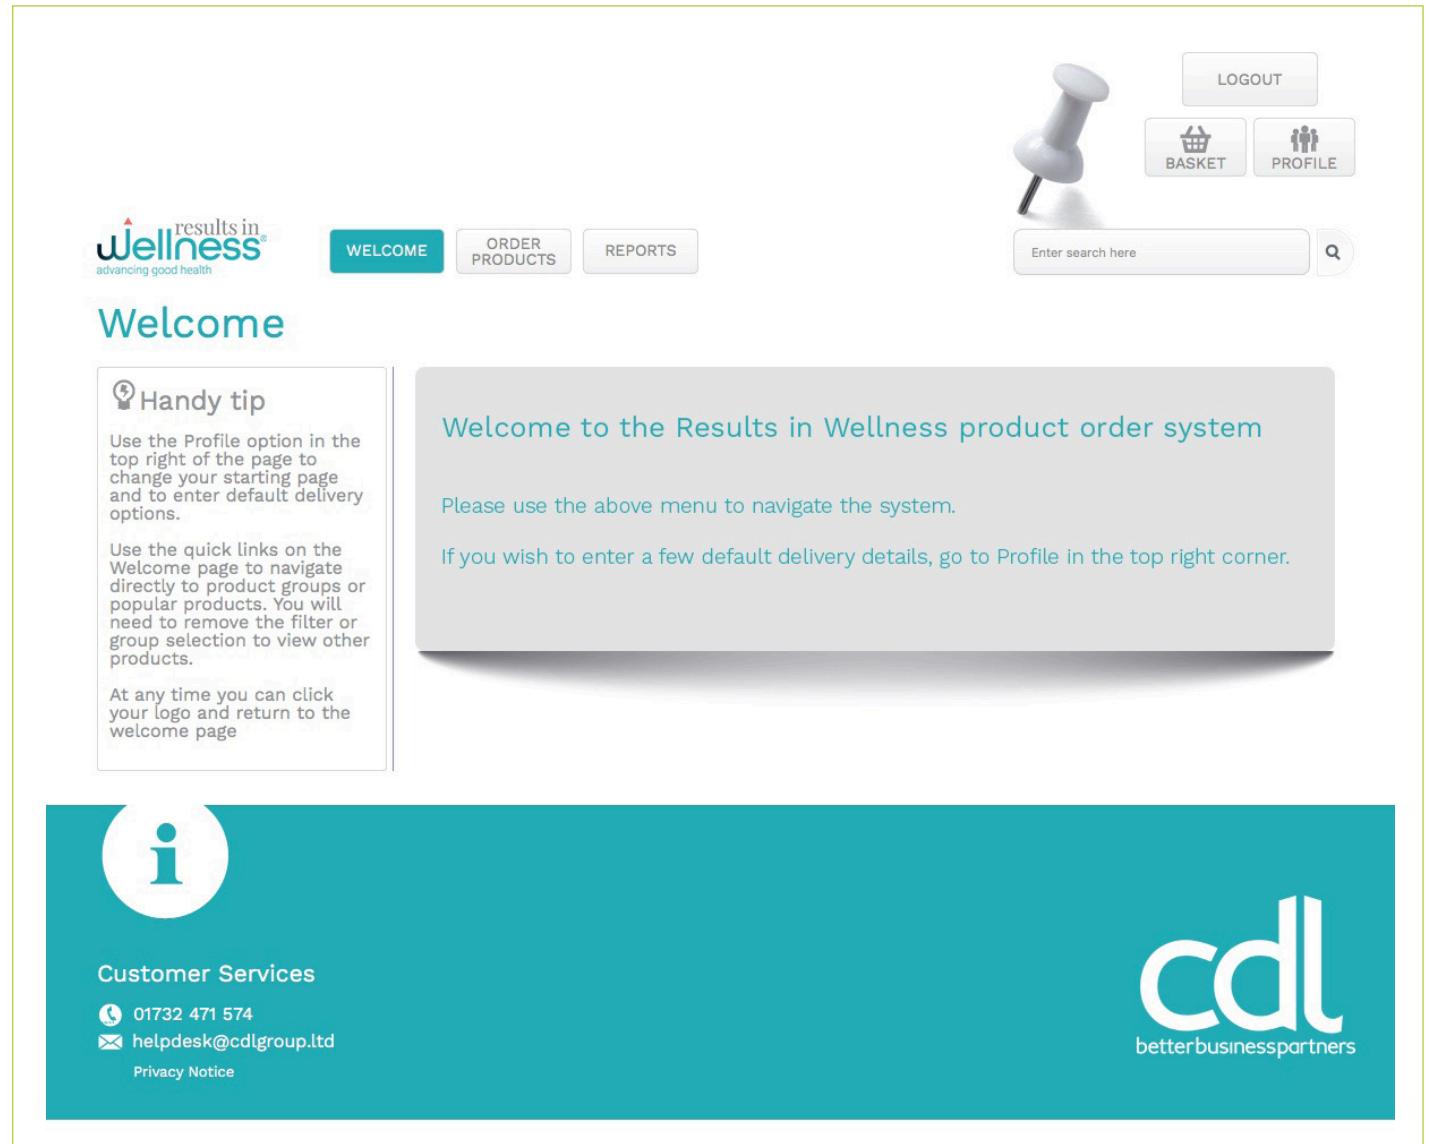 LOGOUT
BASKET
PROFILE
results in
wellness®
advancing good health
WELCOME
ORDER
PRODUCTS
REPORTS
Enter search here
Welcome
Handy tip
Use the Profile option in the
top right of the page to
change your starting page
and to enter default delivery
options.
Use the quick links on the
Welcome page to navigate
directly to product groups or
popular products. You will
need to remove the filter or
group selection to view other
products.
At any time you can click
your logo and return to the
welcome page
Welcome to the Results in Wellness product order system
Please use the above menu to navigate the system.
If you wish to enter a few default delivery details, go to Profile in the top right corner.
Customer Services
01732 471 574
helpdesk@cdlgroup.ltd
Privacy Notice
cdl
betterbusinesspartners